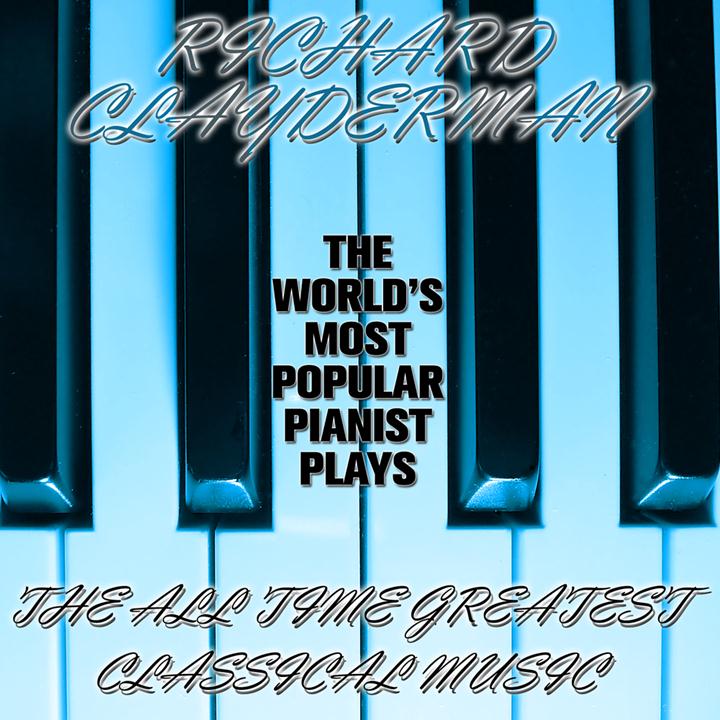 RICHARD
CLAYDERMAN
THE
WORLD'S
MOST
POPULAR
PIANIST
PLAYS
THE ALL TIME GREATEST
CLASSICAL MUSIC